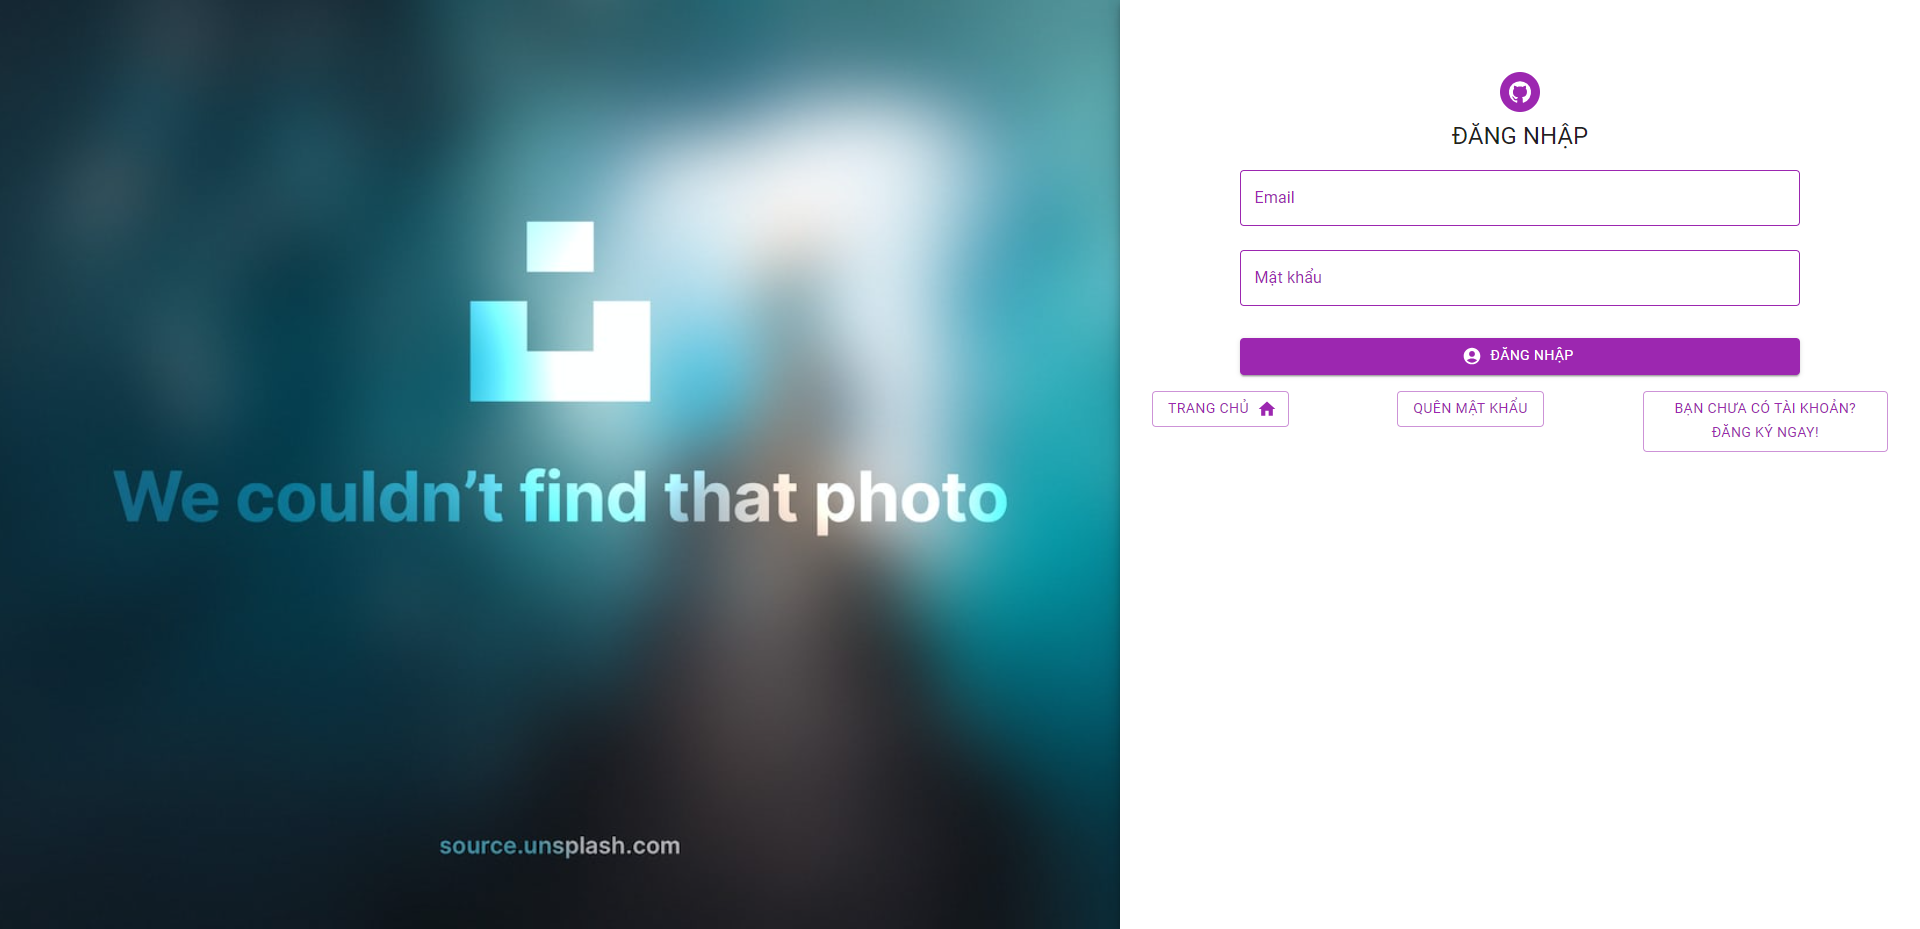 We couldn’t find that photo
source.unsplash.com
ĐĂNG NHẬP
Email
Mật khẩu
ĐĂNG NHẬP
TRANG CHỦ
QUÊN MẬT KHẨU
BẠN CHƯA CÓ TÀI KHOẢN?
ĐĂNG KÝ NGAY!